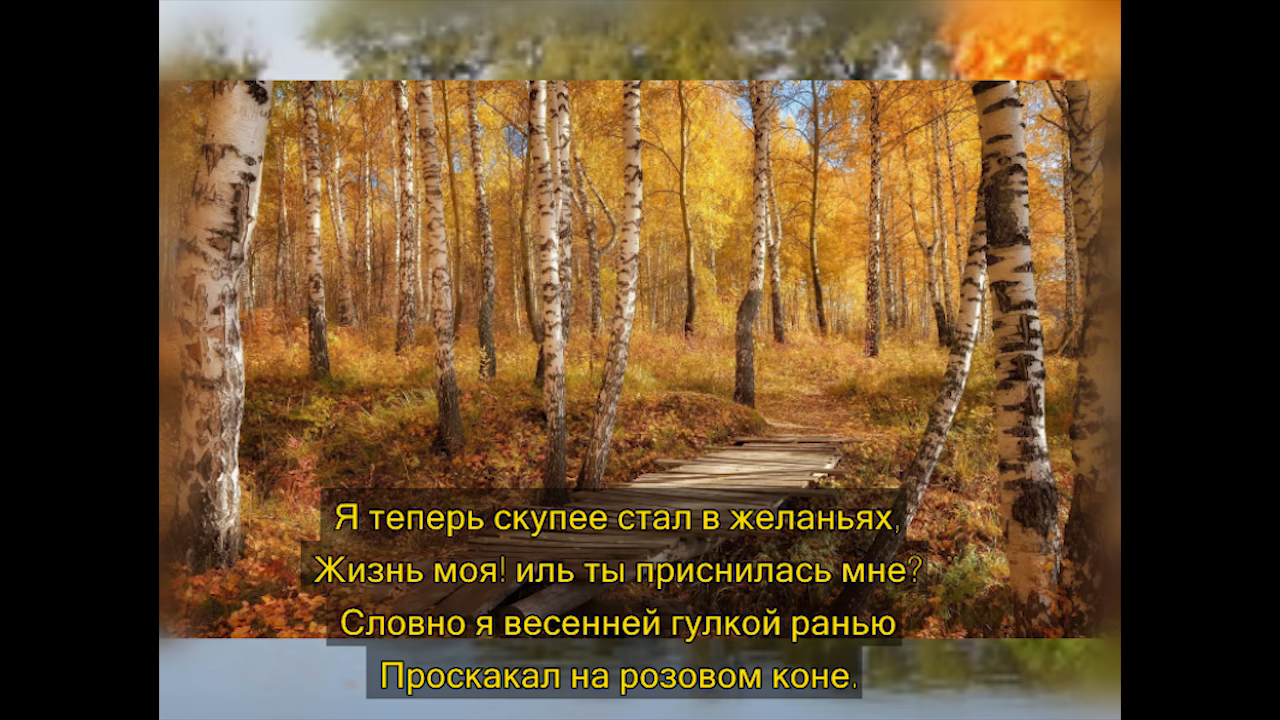 Я теперь скупее стал в желаньях,
Жизнь моя! иль ты приснилась мне?
Словно я весенней гулкой ранью
Проскакал на розовом коне.